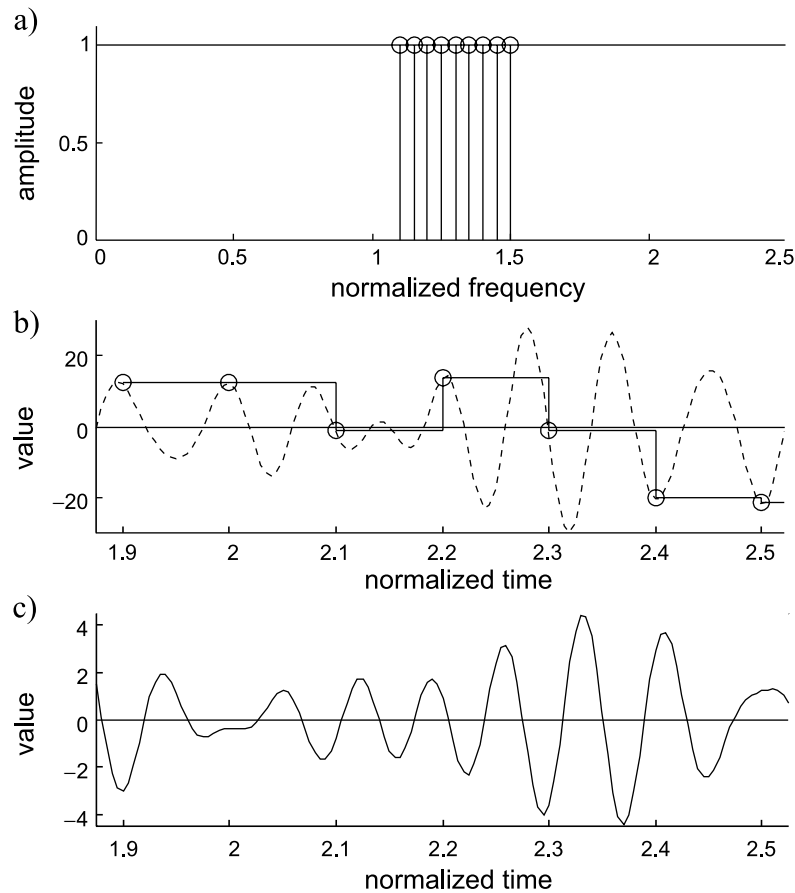 a)
1
0.5
0
amplitude
0 0.5 1 1.5 2 2.5
normalized frequency
b)
20
0
−20
value
1.9 2 2.1 2.2 2.3 2.4 2.5
normalized time
c)
4
2
0
−2
−4
value
1.9 2 2.1 2.2 2.3 2.4 2.5
normalized time